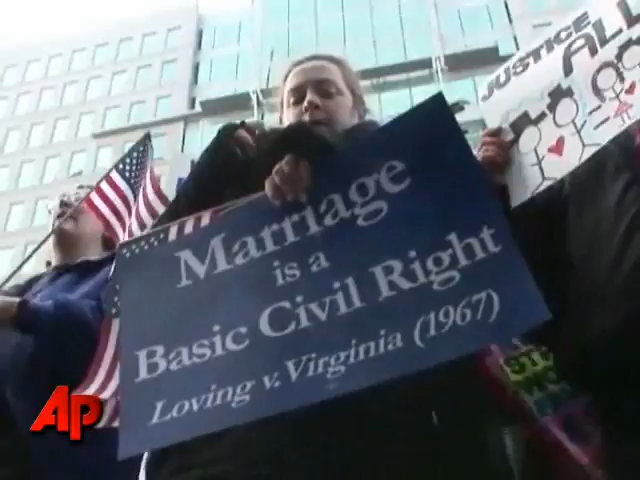 JUSTICE
ALL
Marriage
is a
Basic Civil Right
Loving v. Virginia (1967)
AP